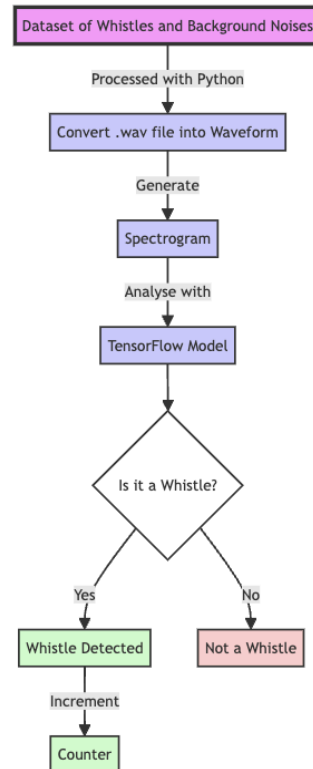 Dataset of Whistles and Background Noises
Processed with Python
Convert .wav file into Waveform
Generate
Spectrogram
Analyse with
TensorFlow Model
Is it a Whistle?
Yes
No
Whistle Detected
Not a Whistle
Increment
Counter